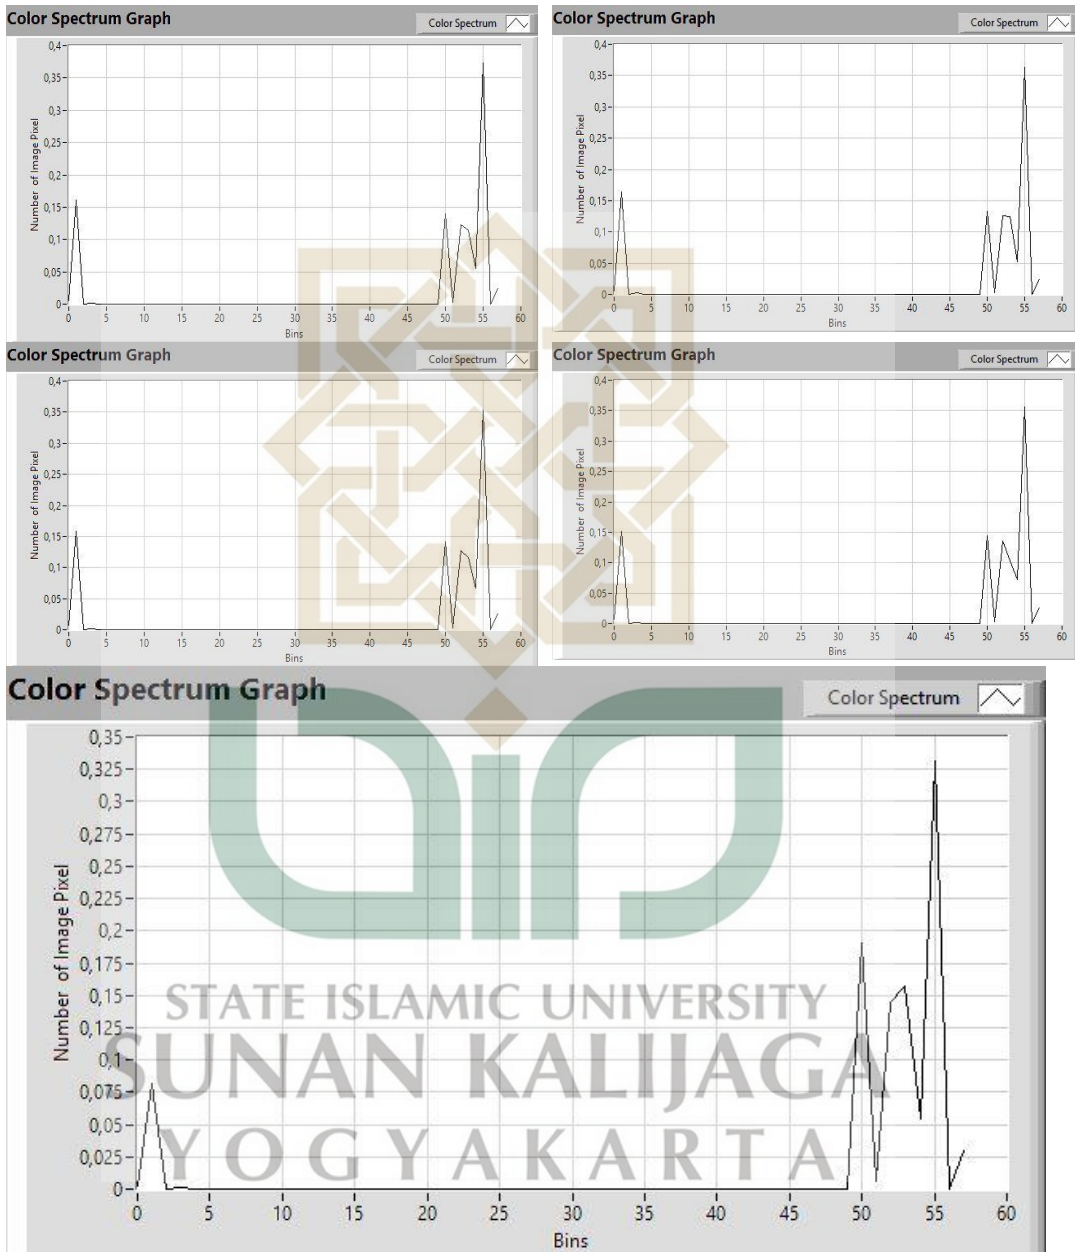 Color Spectrum Graph
Color Spectrum
0,4
0,35
0,3
0,25
0,2
0,15
0,1
0,05
0
Number of Image Pixel
0 5 10 15 20 25 30 35 40 45 50 55 60
Bins
Color Spectrum Graph
Color Spectrum
0,4
0,35
0,3
0,25
0,2
0,15
0,1
0,05
0
Number of Image Pixel
0 5 10 15 20 25 30 35 40 45 50 55 60
Bins
Color Spectrum Graph
Color Spectrum
0,4
0,35
0,3
0,25
0,2
0,15
0,1
0,05
0
Number of Image Pixel
0 5 10 15 20 25 30 35 40 45 50 55 60
Bins
Color Spectrum Graph
Color Spectrum
0,4
0,35
0,3
0,25
0,2
0,15
0,1
0,05
0
Number of Image Pixel
0 5 10 15 20 25 30 35 40 45 50 55 60
Bins
Color Spectrum Graph
Color Spectrum
0,35
0,325
0,3
0,275
0,25
0,225
0,2
0,175
0,15
0,125
0,1
0,075
0,05
0,025
0
Number of Image Pixel
0 5 10 15 20 25 30 35 40 45 50 55 60
Bins
STATE ISLAMIC UNIVERSITY
SUNAN KALIJAGA
YOGYAKARTA